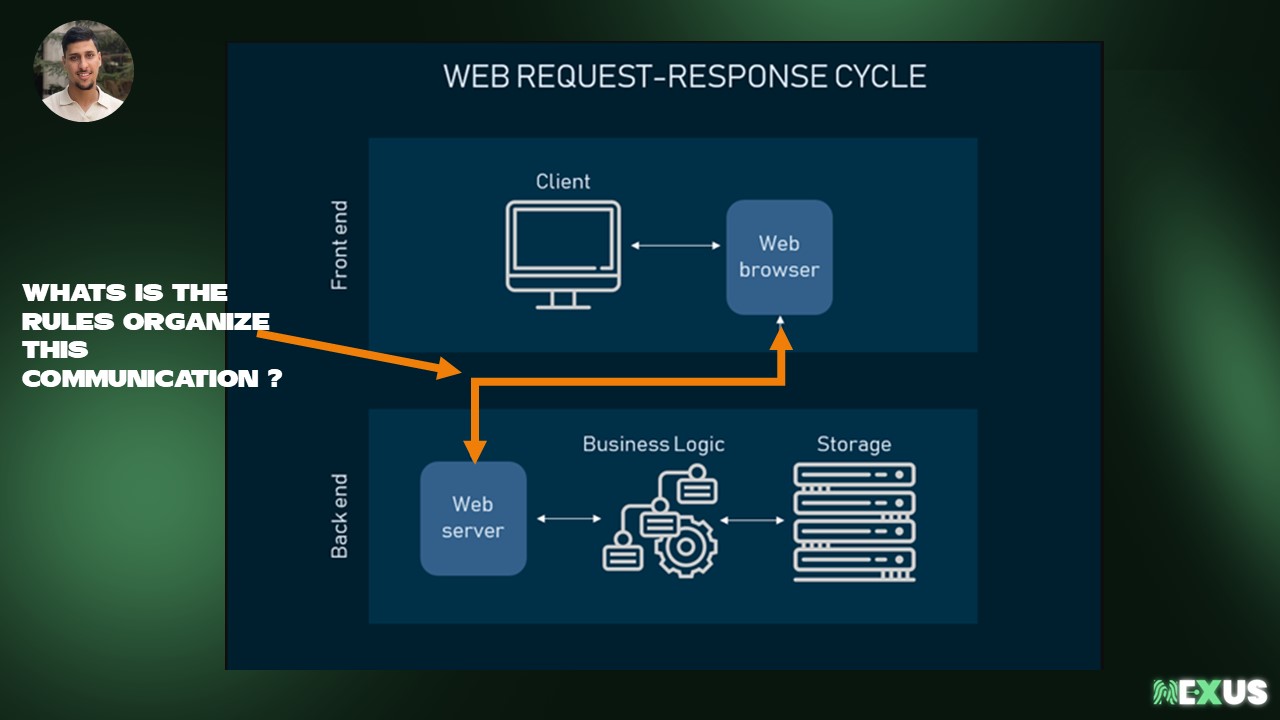 WEB REQUEST-RESPONSE CYCLE
Front end
Client
Web
browser
WHATS IS THE
RULES ORGANIZE
THIS
COMMUNICATION ?
Back end
Web
server
Business Logic
Storage
NEXUS